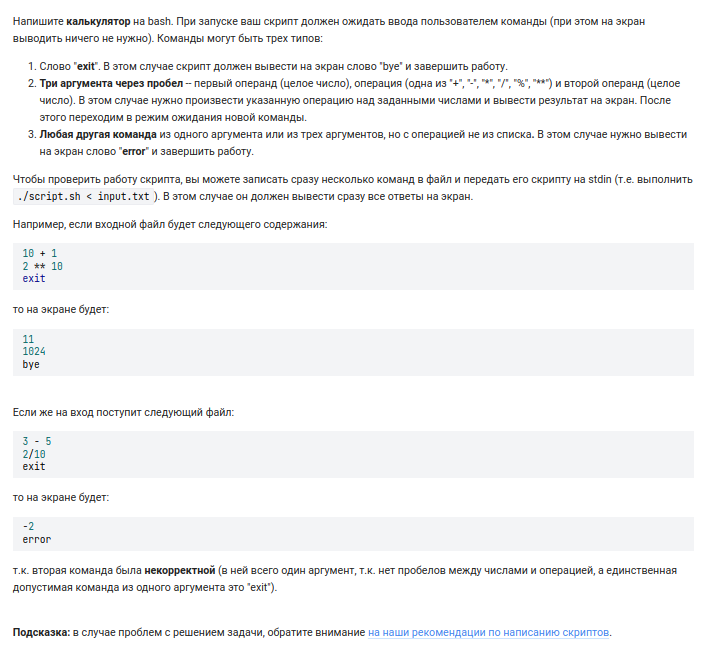 Напишите калькулятор на bash. При запуске ваш скрипт должен ожидать ввода пользователем команды (при этом на экран
выводить ничего не нужно). Команды могут быть трех типов:
1. Слово "exit". В этом случае скрипт должен вывести на экран слово "bye" и завершить работу.
2. Три аргумента через пробел – первый операнд (целое число), операция (одна из "+", "-", "*", "/", "%", "**") и второй операнд (целое
число). В этом случае нужно произвести указанную операцию над заданными числами и вывести результат на экран. После
этого переходим в режим ожидания новой команды.
3. Любая другая команда из одного аргумента или из трех аргументов, но с операцией не из списка. В этом случае нужно вывести
на экран слово "error" и завершить работу.
Чтобы проверить работу скрипта, вы можете записать сразу несколько команд в файл и передать его скрипту на stdin (т.е. выполнить
./script.sh < input.txt ). В этом случае он должен вывести сразу все ответы на экран.
Например, если входной файл будет следующего содержания:
10 + 1
2 ** 10
exit
то на экране будет:
11
1024
bye
Если же на вход поступит следующий файл:
3 - 5
2/10
exit
то на экране будет:
-2
error
т.к. вторая команда была некорректной (в ней всего один аргумент, т.к. нет пробелов между числами и операцией, а единственная
допустимая команда из одного аргумента это "exit").
Подсказка: в случае проблем с решением задачи, обратите внимание на наши рекомендации по написанию скриптов.